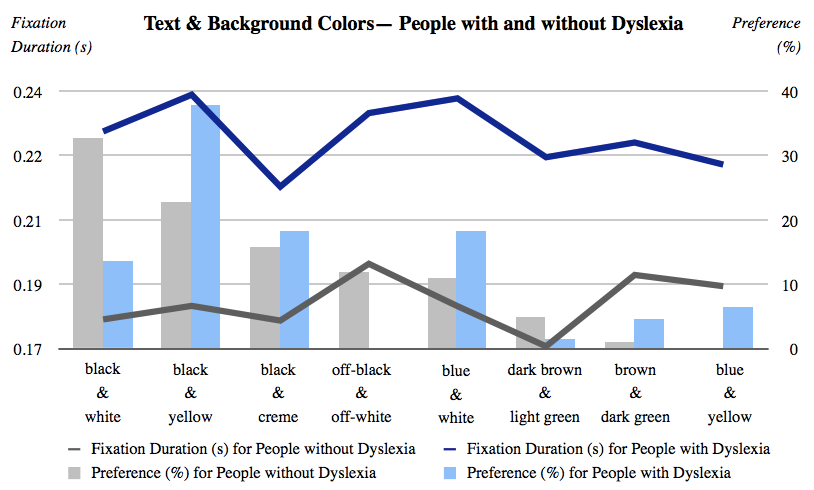 Fixation
Duration (s)
Text & Background Colors— People with and without Dyslexia
Preference
(%)
0.24
0.22
0.21
0.19
0.17
40
30
20
10
0
black
&
white
black
&
yellow
black
&
creme
off-black
&
off-white
blue
&
white
dark brown
&
light green
brown
&
dark green
blue
&
yellow
Fixation Duration (s) for People without Dyslexia
Fixation Duration (s) for People with Dyslexia
Preference (%) for People without Dyslexia
Preference (%) for People with Dyslexia